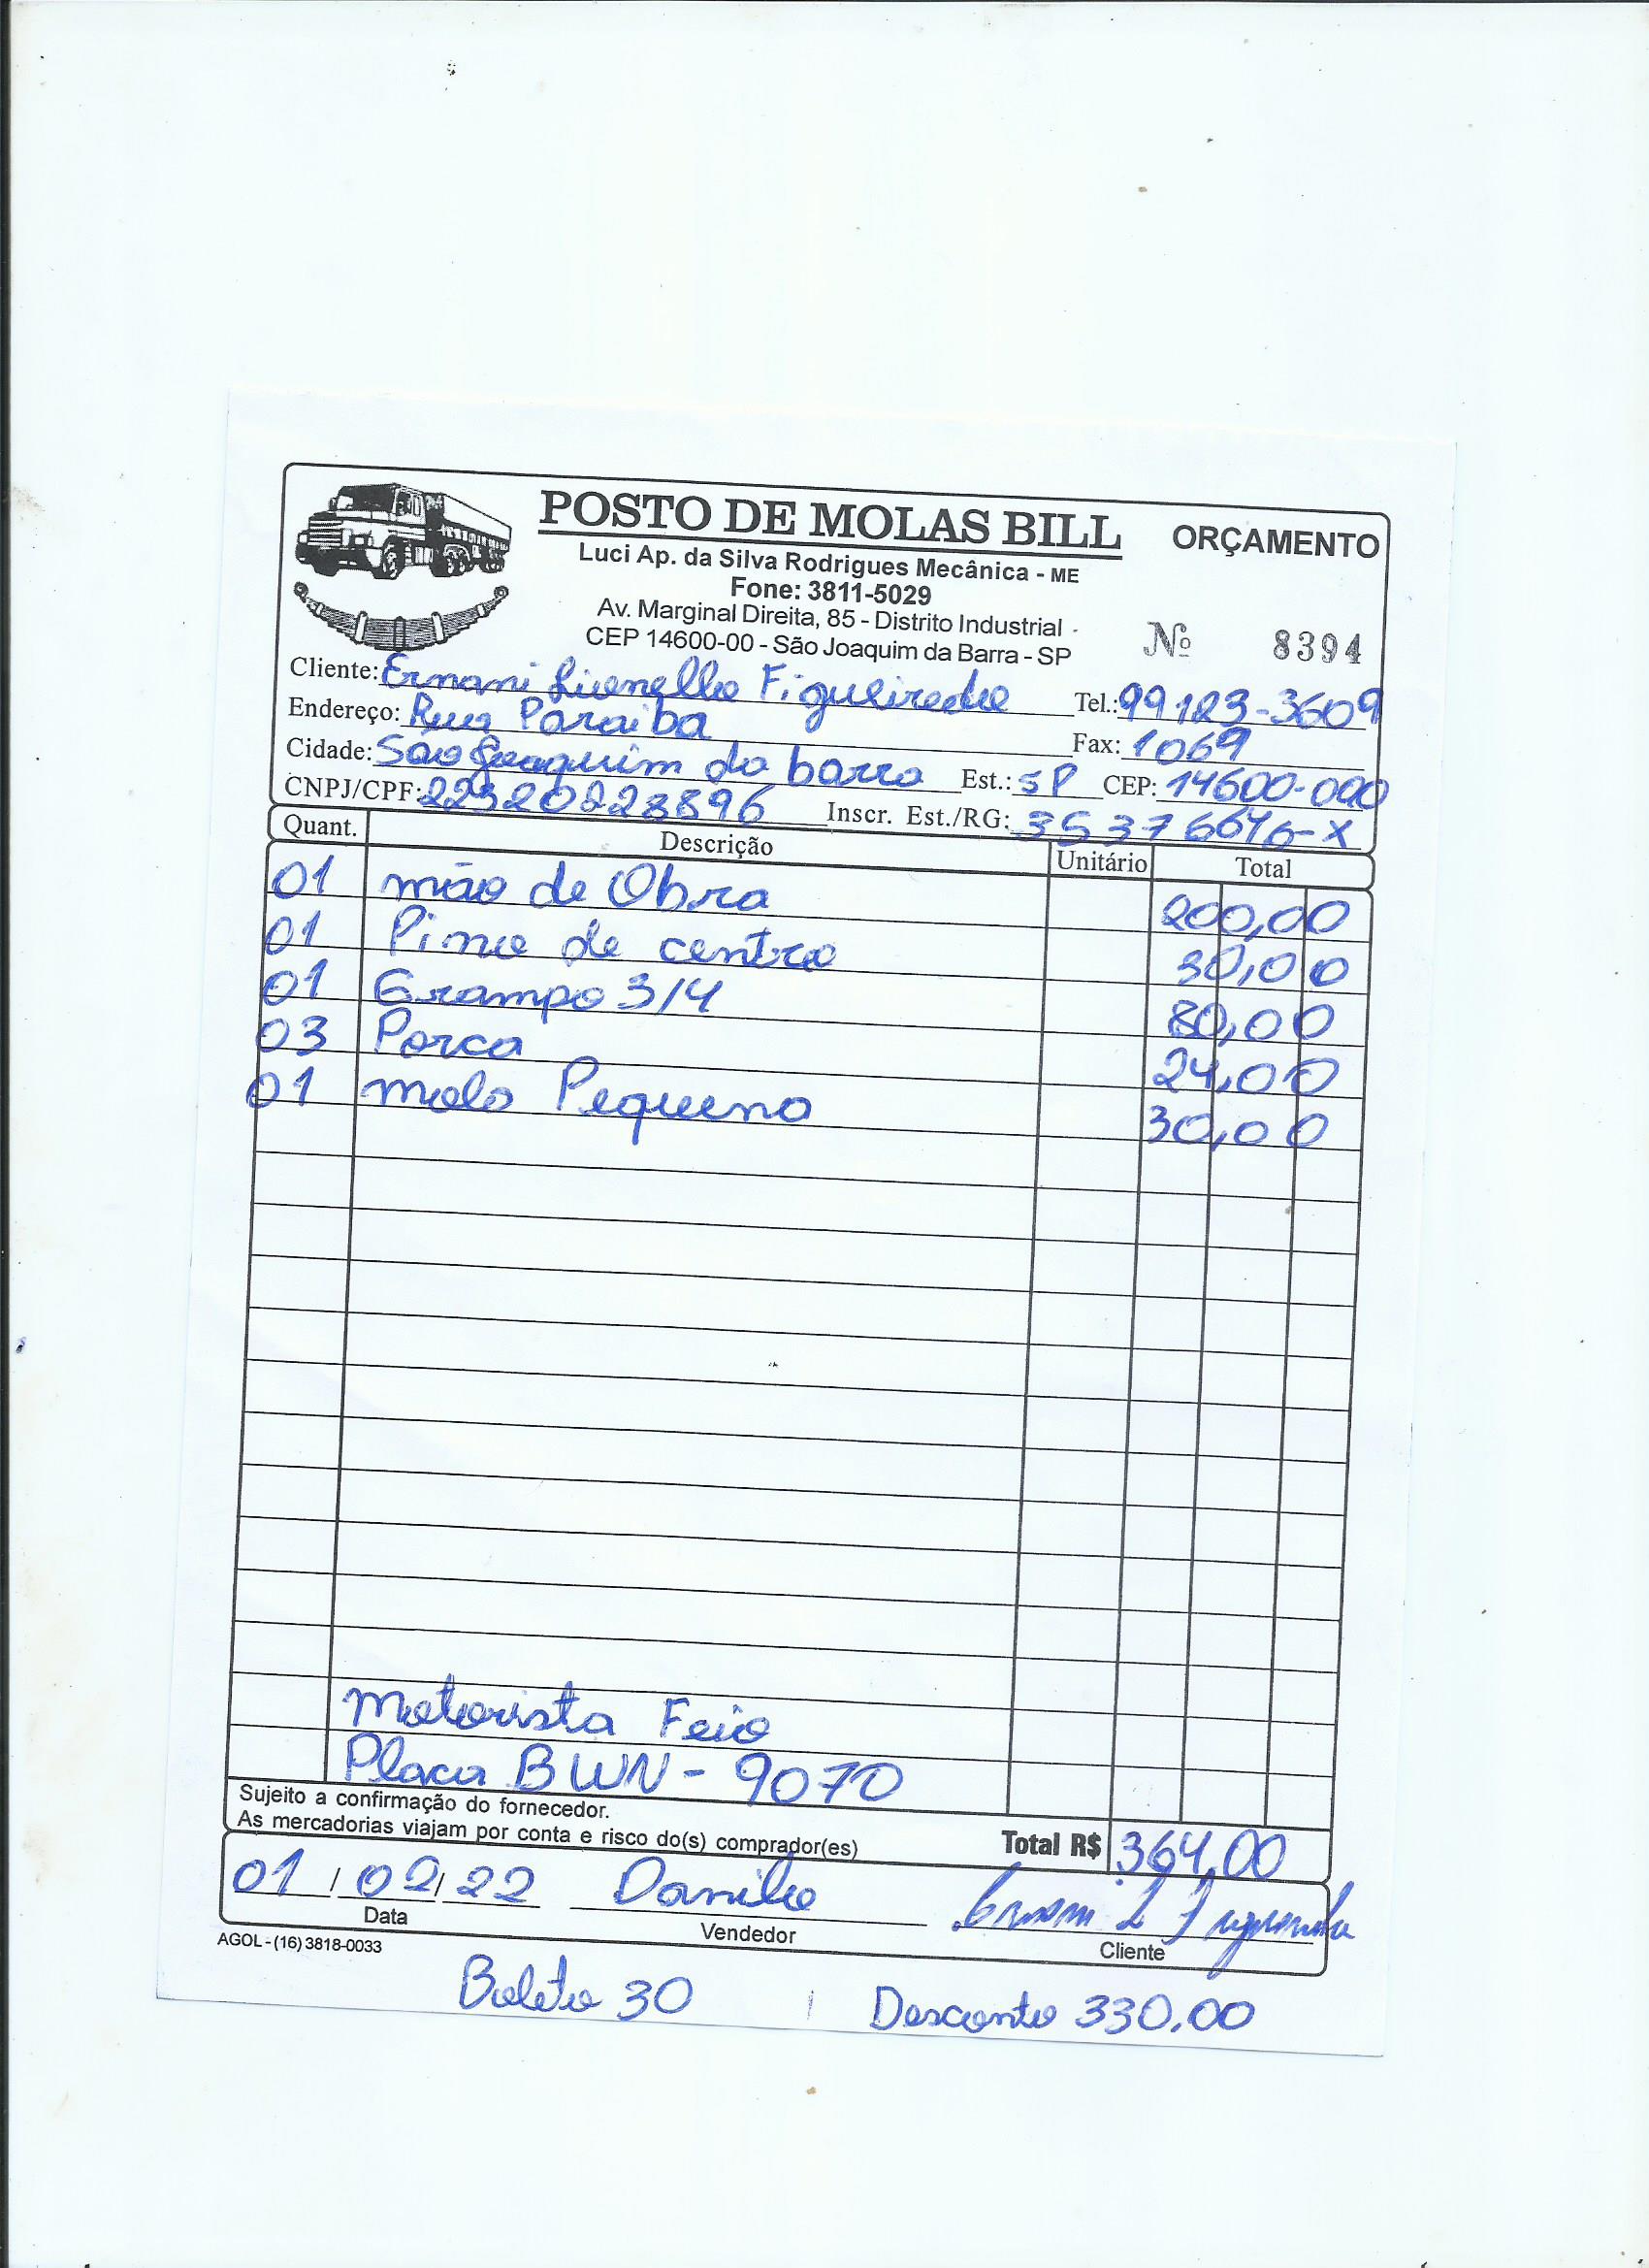 POSTO DE MOLAS BILL ORÇAMENTO
Luci Ap. da Silva Rodrigues Mecânica - ME
Fone: 3811-5029
Av. Marginal Direita, 85 - Distrito Industrial -
CEP 14600-00 - São Joaquim da Barra - SP
Nº 8394
Cliente: Ernani Lionello Figueiredo Tel.: 99123-3609
Endereço: Rua Paraiba Fax: 1069
Cidade: São Joaquim da barra Est.: SP CEP: 14600-000
CNPJ/CPF: 22320228896 Inscr. Est./RG: 35376646-X
Quant. Descrição Unitário Total
01 mão de Obra 200,00
01 Pino de centro 30,00
01 Grampo 3/4 80,00
03 Porca 24,00
01 mola Pequena 30,00
Motorista Feio
Placa BWN - 9070
Sujeito a confirmação do fornecedor.
As mercadorias viajam por conta e risco do(s) comprador(es) Total R$ 364,00
01 / 02 / 22 Danilo
Data Vendedor Cliente
AGOL - (16) 3818-0033
Boleto 30 Desconto 330,00